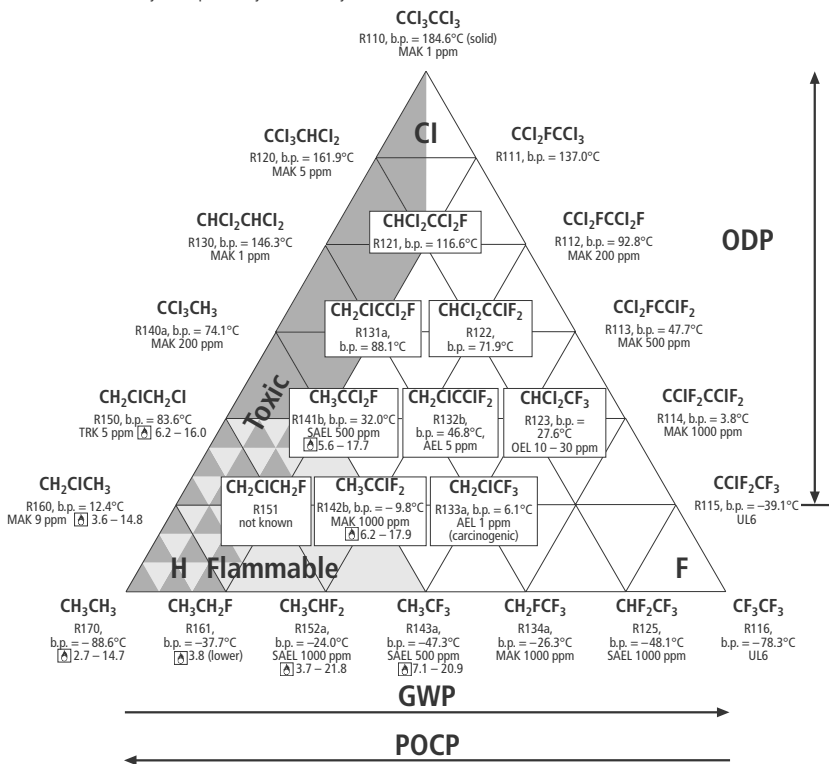 CCl₃CCl₃
R110, b.p. = 184.6°C (solid)
MAK 1 ppm
Cl
CCl₃CHCl₂
R120, b.p. = 161.9°C
MAK 5 ppm
CCl₂FCCl₃
R111, b.p. = 137.0°C
CHCl₂CHCl₂
R130, b.p. = 146.3°C
MAK 1 ppm
CHCl₂CCl₂F
R121, b.p. = 116.6°C
CCl₂FCCl₂F
R112, b.p. = 92.8°C
MAK 200 ppm
ODP
CCl₃CH₃
R140a, b.p. = 74.1°C
MAK 200 ppm
CH₂ClCCl₂F
R131a,
b.p. = 88.1°C
CHCl₂CClF₂
R122,
b.p. = 71.9°C
CCl₂FCClF₂
R113, b.p. = 47.7°C
MAK 500 ppm
Toxic
CH₂ClCH₂Cl
R150, b.p. = 83.6°C
TRK 5 ppm 6.2 – 16.0
CH₃CCl₂F
R141b, b.p. = 32.0°C
SAEL 500 ppm
5.6 – 17.7
CH₂ClCClF₂
R132b,
b.p. = 46.8°C,
AEL 5 ppm
CHCl₂CF₃
R123, b.p. =
27.6°C
OEL 10 – 30 ppm
CClF₂CClF₂
R114, b.p. = 3.8°C
MAK 1000 ppm
CH₂ClCH₃
R160, b.p. = 12.4°C
MAK 9 ppm 3.6 – 14.8
CH₂ClCH₂F
R151
not known
CH₃CClF₂
R142b, b.p. = – 9.8°C
MAK 1000 ppm
6.2 – 17.9
CH₂ClCF₃
R133a, b.p. = 6.1°C
AEL 1 ppm
(carcinogenic)
CClF₂CF₃
R115, b.p. = –39.1°C
UL6
H Flammable F
CH₃CH₃
R170,
b.p. = – 88.6°C
2.7 – 14.7
CH₃CH₂F
R161,
b.p. = –37.7°C
3.8 (lower)
CH₃CHF₂
R152a,
b.p. = –24.0°C
SAEL 1000 ppm
3.7 – 21.8
CH₃CF₃
R143a,
b.p. = –47.3°C
SAEL 500 ppm
7.1 – 20.9
CH₂FCF₃
R134a,
b.p. = –26.3°C
MAK 1000 ppm
CHF₂CF₃
R125,
b.p. = –48.1°C
SAEL 1000 ppm
CF₃CF₃
R116,
b.p. = –78.3°C
UL6
GWP
POCP